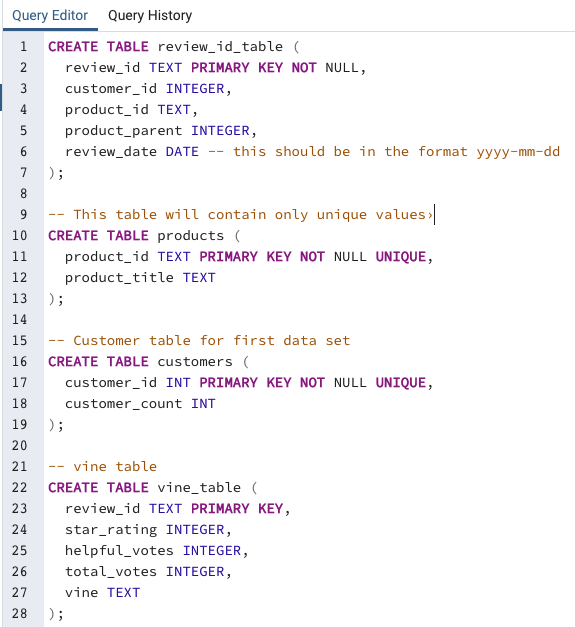 Query Editor Query History
1 CREATE TABLE review_id_table (
2 review_id TEXT PRIMARY KEY NOT NULL,
3 customer_id INTEGER,
4 product_id TEXT,
5 product_parent INTEGER,
6 review_date DATE -- this should be in the format yyyy-mm-dd
7 );
8
9 -- This table will contain only unique values›
10 CREATE TABLE products (
11 product_id TEXT PRIMARY KEY NOT NULL UNIQUE,
12 product_title TEXT
13 );
14
15 -- Customer table for first data set
16 CREATE TABLE customers (
17 customer_id INT PRIMARY KEY NOT NULL UNIQUE,
18 customer_count INT
19 );
20
21 -- vine table
22 CREATE TABLE vine_table (
23 review_id TEXT PRIMARY KEY,
24 star_rating INTEGER,
25 helpful_votes INTEGER,
26 total_votes INTEGER,
27 vine TEXT
28 );